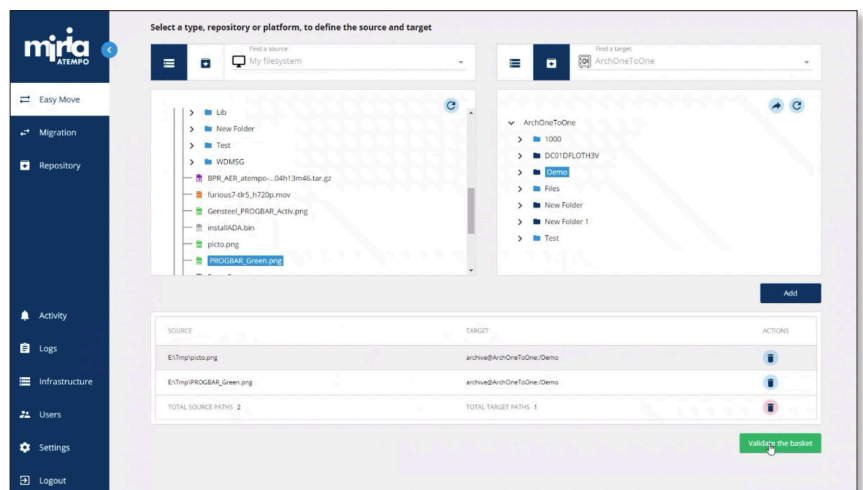 miria
ATEMPO
Easy Move
Migration
Repository
Activity
Logs
Infrastructure
Users
Settings
Logout
Select a type, repository or platform, to define the source and target
Find a source
My filesystem
Find a target
ArchOneToOne
Lib
New Folder
Test
WDMSG
BPR_AER_atempo-...04h13m46.tar.gz
furious7-tlr5_h720p.mov
Gensteel_PROGBAR_Activ.png
installADA.bin
picto.png
PROGBAR_Green.png
ArchOneToOne
1000
DC01DFLOTH3V
Demo
Files
New Folder
New Folder 1
Test
Add
SOURCE TARGET ACTIONS
E:\Tmp\picto.png archive@ArchOneToOne:/Demo
E:\Tmp\PROGBAR_Green.png archive@ArchOneToOne:/Demo
TOTAL SOURCE PATHS 2 TOTAL TARGET PATHS 1
Validate the basket